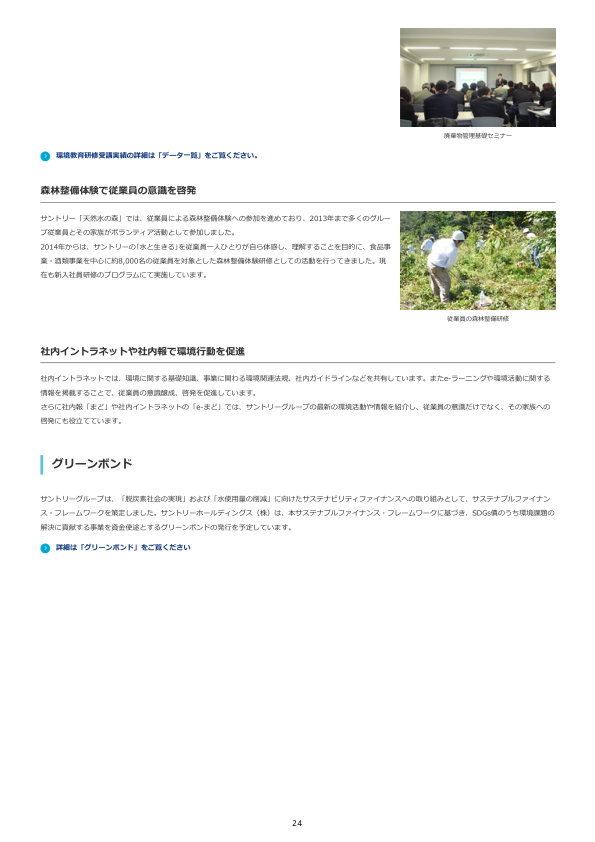 廃棄物管理基礎セミナー
環境教育研修受講実績の詳細は「データ一覧」をご覧ください。
森林整備体験で従業員の意識を啓発
サントリー「天然水の森」では、従業員による森林整備体験への参加を進めており、2013年まで多くのグルー
プ従業員とその家族がボランティア活動として参加しました。
2014年からは、サントリーの「水と生きる」を従業員一人ひとりが自ら体感し、理解することを目的に、食品事
業・酒類事業を中心に約8,000名の従業員を対象とした森林整備体験研修としての活動を行ってきました。現
在も新入社員研修のプログラムにて実施しています。
従業員の森林整備研修
社内イントラネットや社内報で環境行動を促進
社内イントラネットでは、環境に関する基礎知識、事業に関わる環境関連法規、社内ガイドラインなどを共有しています。またe-ラーニングや環境活動に関する
情報を掲載することで、従業員の意識醸成、啓発を促進しています。
さらに社内報「まど」や社内イントラネットの「e-まど」では、サントリーグループの最新の環境活動や情報を紹介し、従業員の意識だけでなく、その家族への
啓発にも役立てています。
グリーンボンド
サントリーグループは、「脱炭素社会の実現」および「水使用量の削減」に向けたサステナビリティファイナンスへの取り組みとして、サステナブルファイナン
ス・フレームワークを策定しました。サントリーホールディングス（株）は、本サステナブルファイナンス・フレームワークに基づき、SDGs債のうち環境課題の
解決に貢献する事業を資金使途とするグリーンボンドの発行を予定しています。
詳細は「グリーンボンド」をご覧ください
24